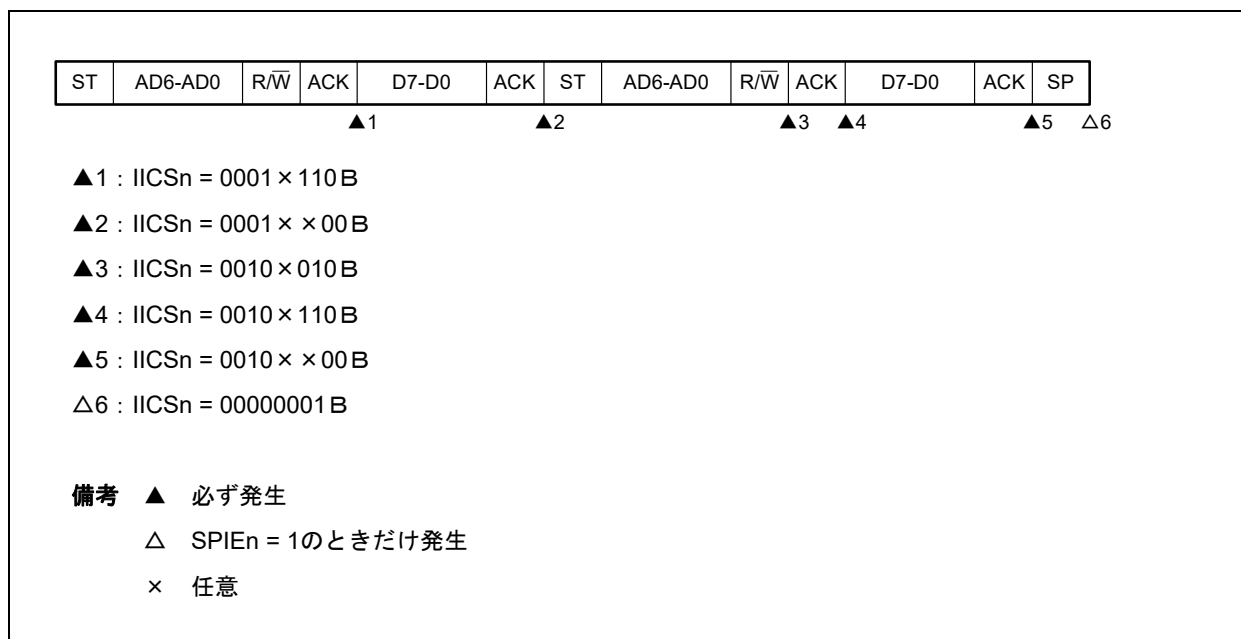 ST AD6-AD0 R/W̅ ACK D7-D0 ACK ST AD6-AD0 R/W̅ ACK D7-D0 ACK SP
▲1 ▲2 ▲3 ▲4 ▲5 △6
▲1：IICSn = 0001×110B
▲2：IICSn = 0001××00B
▲3：IICSn = 0010×010B
▲4：IICSn = 0010×110B
▲5：IICSn = 0010××00B
△6：IICSn = 00000001B
備考 ▲ 必ず発生
△ SPIEn = 1のときだけ発生
× 任意